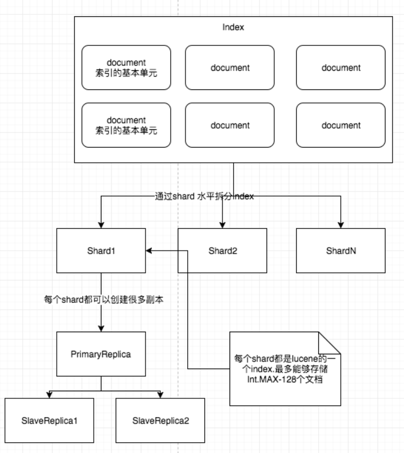 Index
document
索引的基本单元
document
document
document
索引的基本单元
document
document
通过shard 水平拆分index
Shard1
Shard2
ShardN
每个shard都可以创建很多副本
PrimaryReplica
每个shard都是lucene的一
个index.最多能够存储
Int.MAX-128个文档
SlaveReplica1
SlaveReplica2